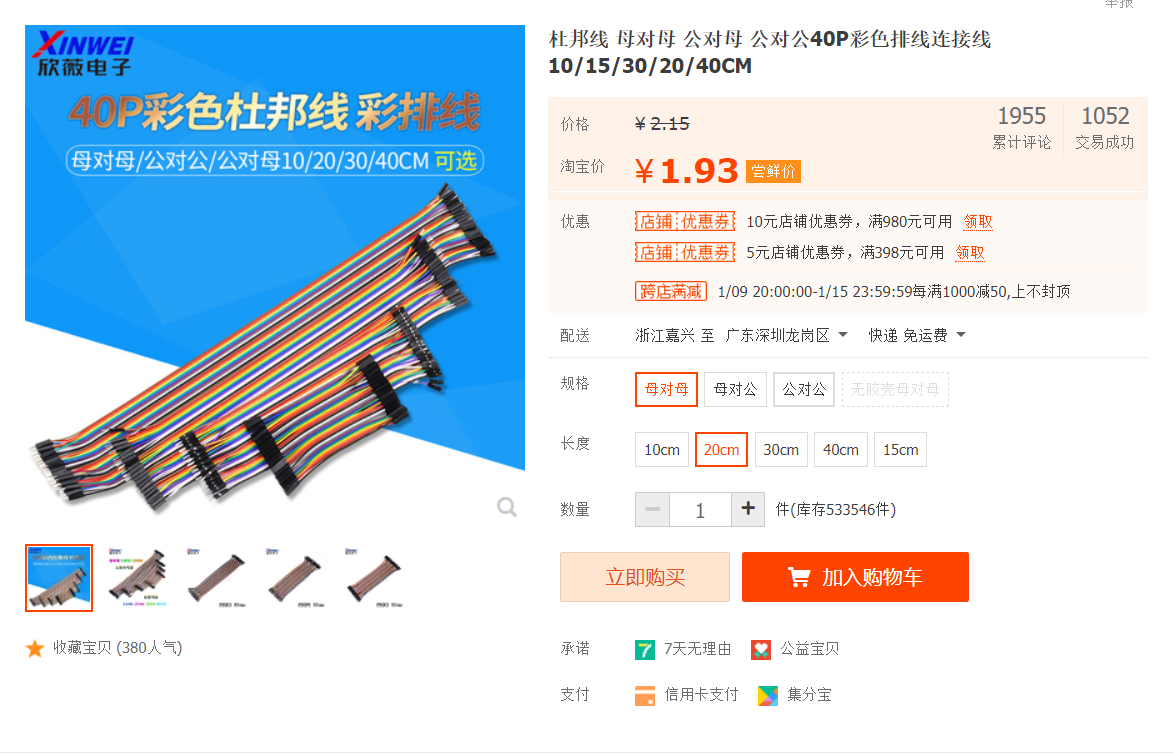 举报
XINWEI
欣薇电子
40P彩色杜邦线 彩排线
母对母/公对公/公对母10/20/30/40CM 可选
收藏宝贝 (380人气)
杜邦线 母对母 公对母 公对公40P彩色排线连接线
10/15/30/20/40CM
价格 ¥ 2.15
1955 1052
累计评论 交易成功
淘宝价 ¥ 1.93 尝鲜价
优惠 店铺 优惠券 10元店铺优惠券，满980元可用 领取
店铺 优惠券 5元店铺优惠券，满398元可用 领取
跨店满减 1/09 20:00:00-1/15 23:59:59每满1000减50,上不封顶
配送 浙江嘉兴 至 广东深圳龙岗区 快递 免运费
规格 母对母 母对公 公对公 无胶壳母对母
长度 10cm 20cm 30cm 40cm 15cm
数量 − 1 + 件(库存533546件)
立即购买 加入购物车
承诺 7 7天无理由 公益宝贝
支付 信用卡支付 集分宝